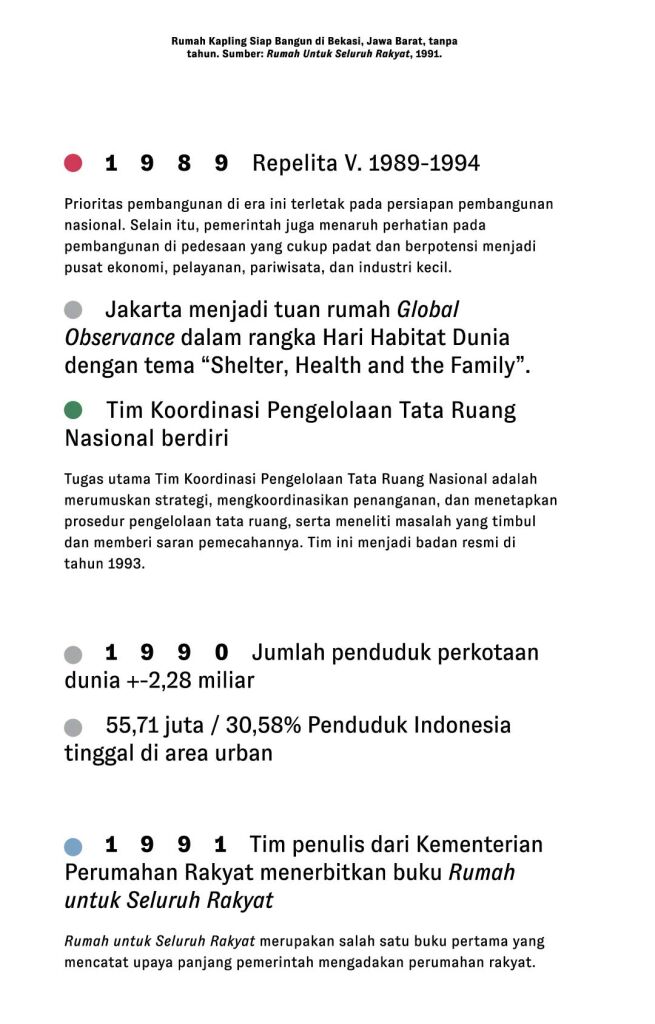 Rumah Kapling Siap Bangun di Bekasi, Jawa Barat, tanpa
tahun. Sumber: Rumah Untuk Seluruh Rakyat, 1991.
1 9 8 9 Repelita V. 1989-1994
Prioritas pembangunan di era ini terletak pada persiapan pembangunan
nasional. Selain itu, pemerintah juga menaruh perhatian pada
pembangunan di pedesaan yang cukup padat dan berpotensi menjadi
pusat ekonomi, pelayanan, pariwisata, dan industri kecil.
Jakarta menjadi tuan rumah Global
Observance dalam rangka Hari Habitat Dunia
dengan tema “Shelter, Health and the Family”.
Tim Koordinasi Pengelolaan Tata Ruang
Nasional berdiri
Tugas utama Tim Koordinasi Pengelolaan Tata Ruang Nasional adalah
merumuskan strategi, mengkoordinasikan penanganan, dan menetapkan
prosedur pengelolaan tata ruang, serta meneliti masalah yang timbul
dan memberi saran pemecahannya. Tim ini menjadi badan resmi di
tahun 1993.
1 9 9 0 Jumlah penduduk perkotaan
dunia +-2,28 miliar
55,71 juta / 30,58% Penduduk Indonesia
tinggal di area urban
1 9 9 1 Tim penulis dari Kementerian
Perumahan Rakyat menerbitkan buku Rumah
untuk Seluruh Rakyat
Rumah untuk Seluruh Rakyat merupakan salah satu buku pertama yang
mencatat upaya panjang pemerintah mengadakan perumahan rakyat.